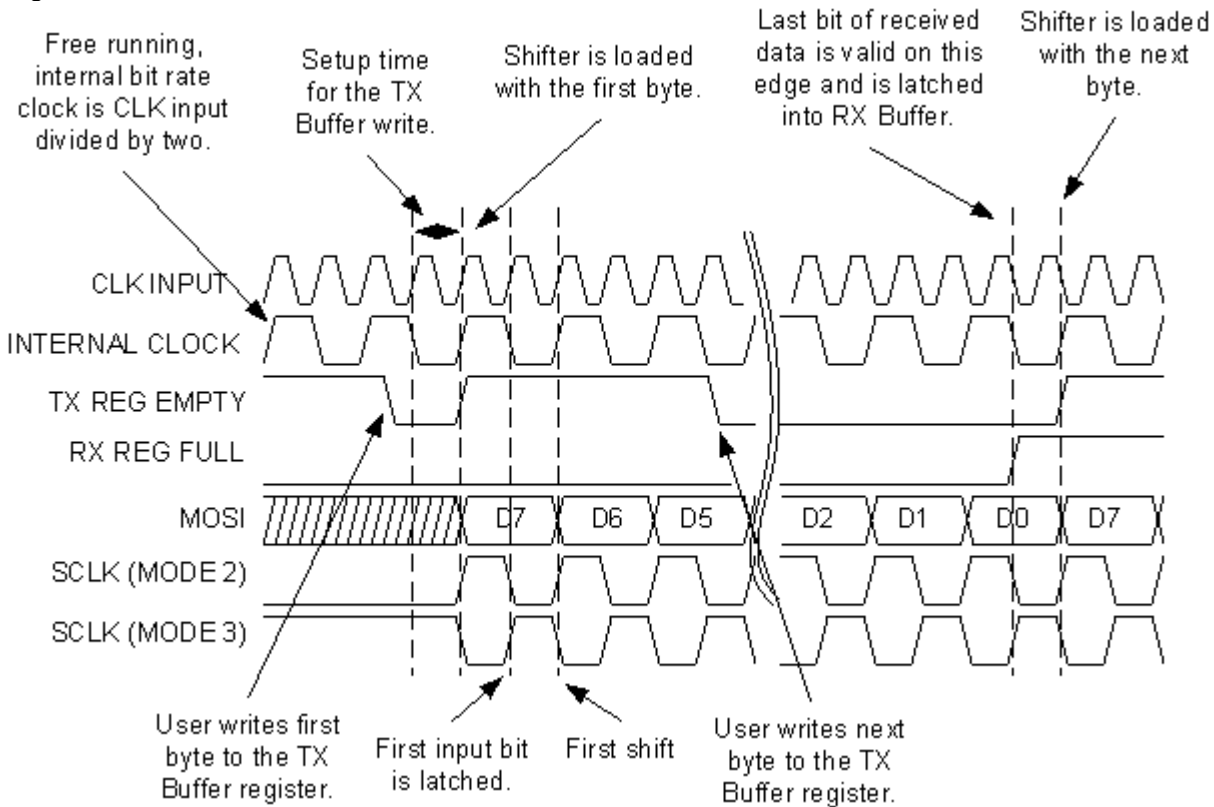 Free running,
internal bit rate
clock is CLK input
divided by two.
Setup time
for the TX
Buffer write.
Shifter is loaded
with the first byte.
Last bit of received
data is valid on this
edge and is latched
into RX Buffer.
Shifter is loaded
with the next
byte.
CLK INPUT
INTERNAL CLOCK
TX REG EMPTY
RX REG FULL
MOSI
D7 D6 D5 D2 D1 D0 D7
SCLK (MODE 2)
SCLK (MODE 3)
User writes first
byte to the TX
Buffer register.
First input bit
is latched.
First shift
User writes next
byte to the TX
Buffer register.